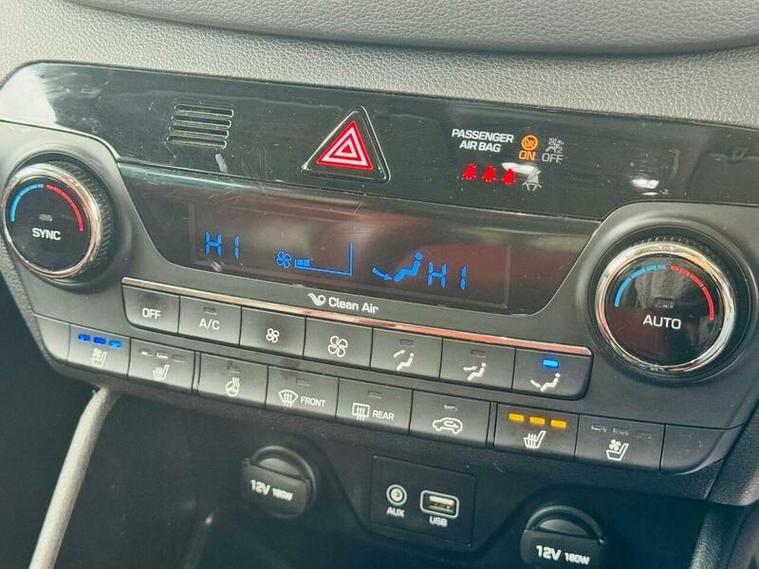 PASSENGER
AIR BAG
ON OFF
SYNC
HI
HI
Clean Air
AUTO
OFF
A/C
FRONT
REAR
12V 180W
AUX
USB
12V 180W